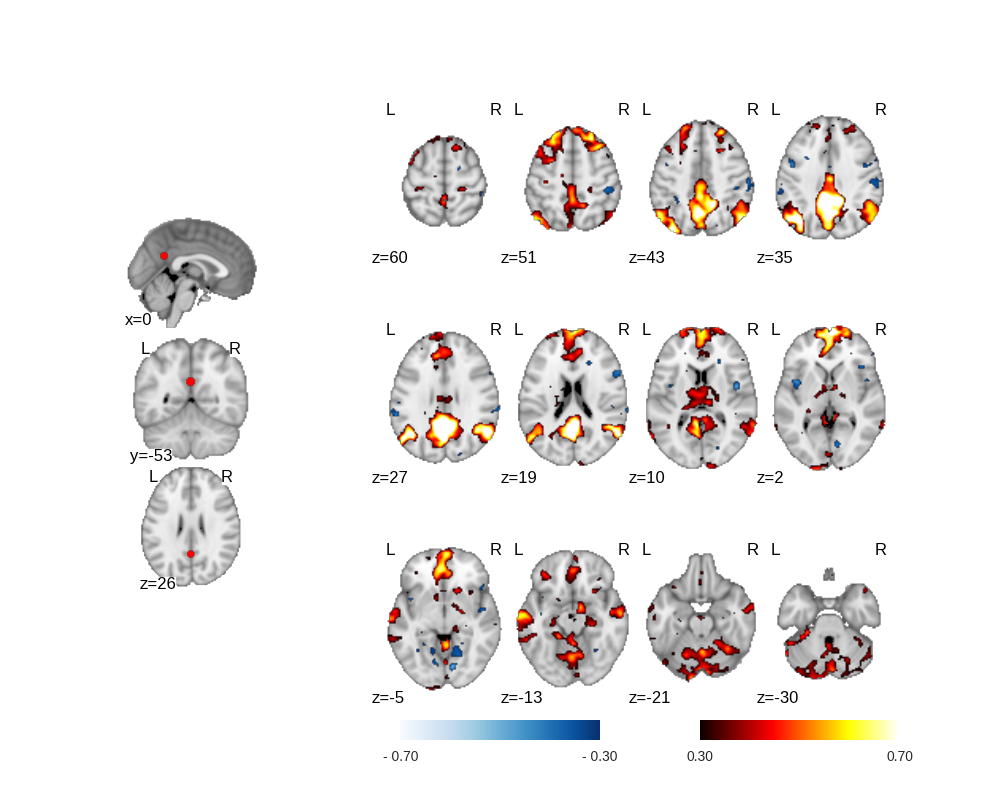 L R L R L R L R
z=60 z=51 z=43 z=35
x=0
L R
y=-53
L R
z=26
L R L R L R L R
z=27 z=19 z=10 z=2
L R L R L R L R
z=-5 z=-13 z=-21 z=-30
- 0.70 - 0.30 0.30 0.70